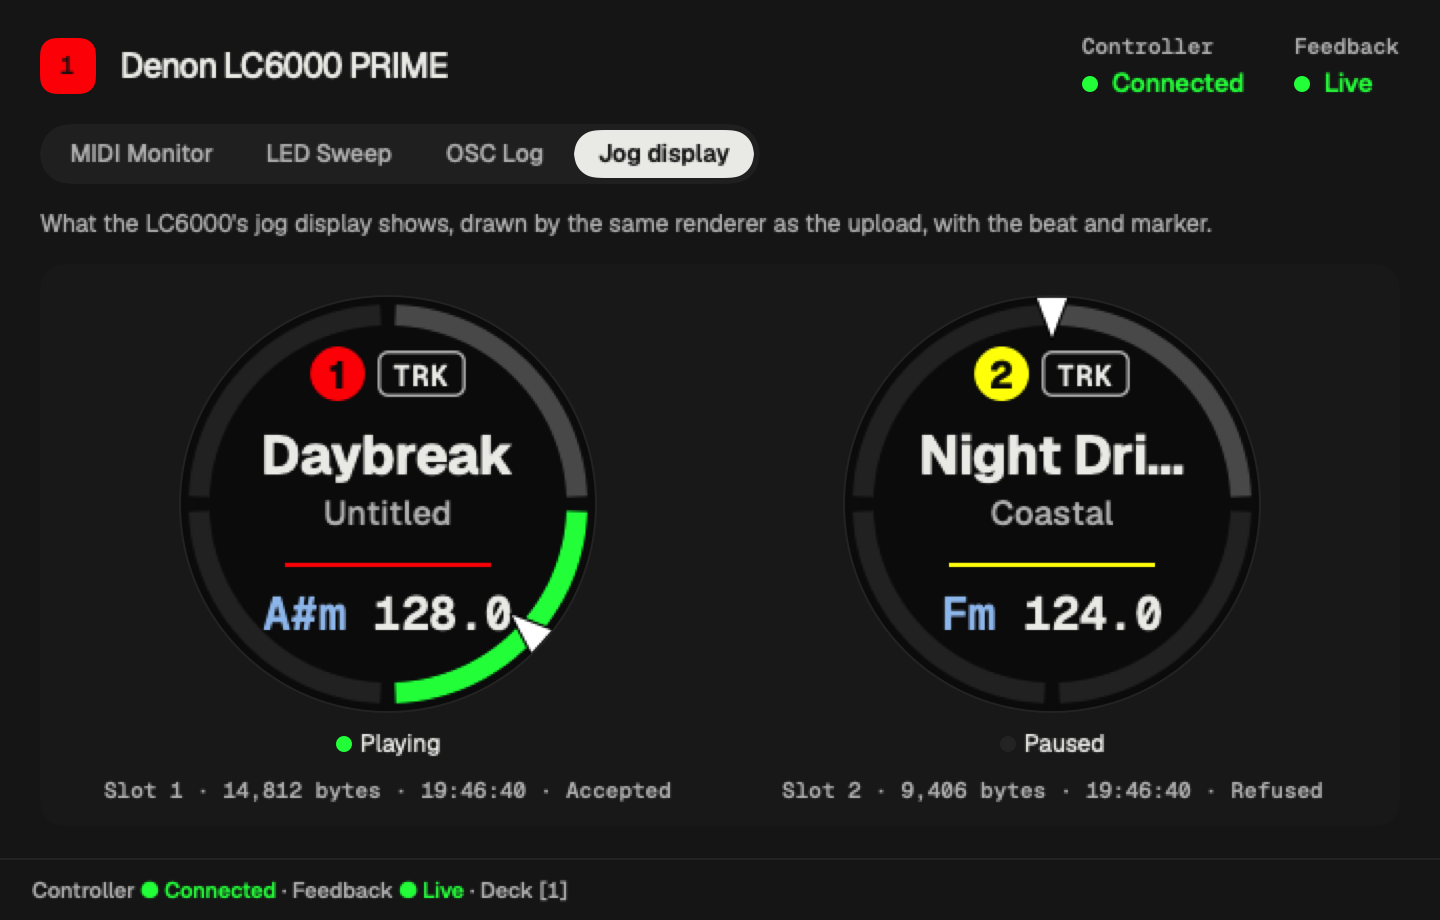 1 Denon LC6000 PRIME
Controller
Connected
Feedback
Live
MIDI Monitor LED Sweep OSC Log Jog display
What the LC6000's jog display shows, drawn by the same renderer as the upload, with the beat and marker.
1 TRK
Daybreak
Untitled
A#m 128.0
Playing
Slot 1 · 14,812 bytes · 19:46:40 · Accepted
2 TRK
Night Dri...
Coastal
Fm 124.0
Paused
Slot 2 · 9,406 bytes · 19:46:40 · Refused
Controller Connected · Feedback Live · Deck [1]